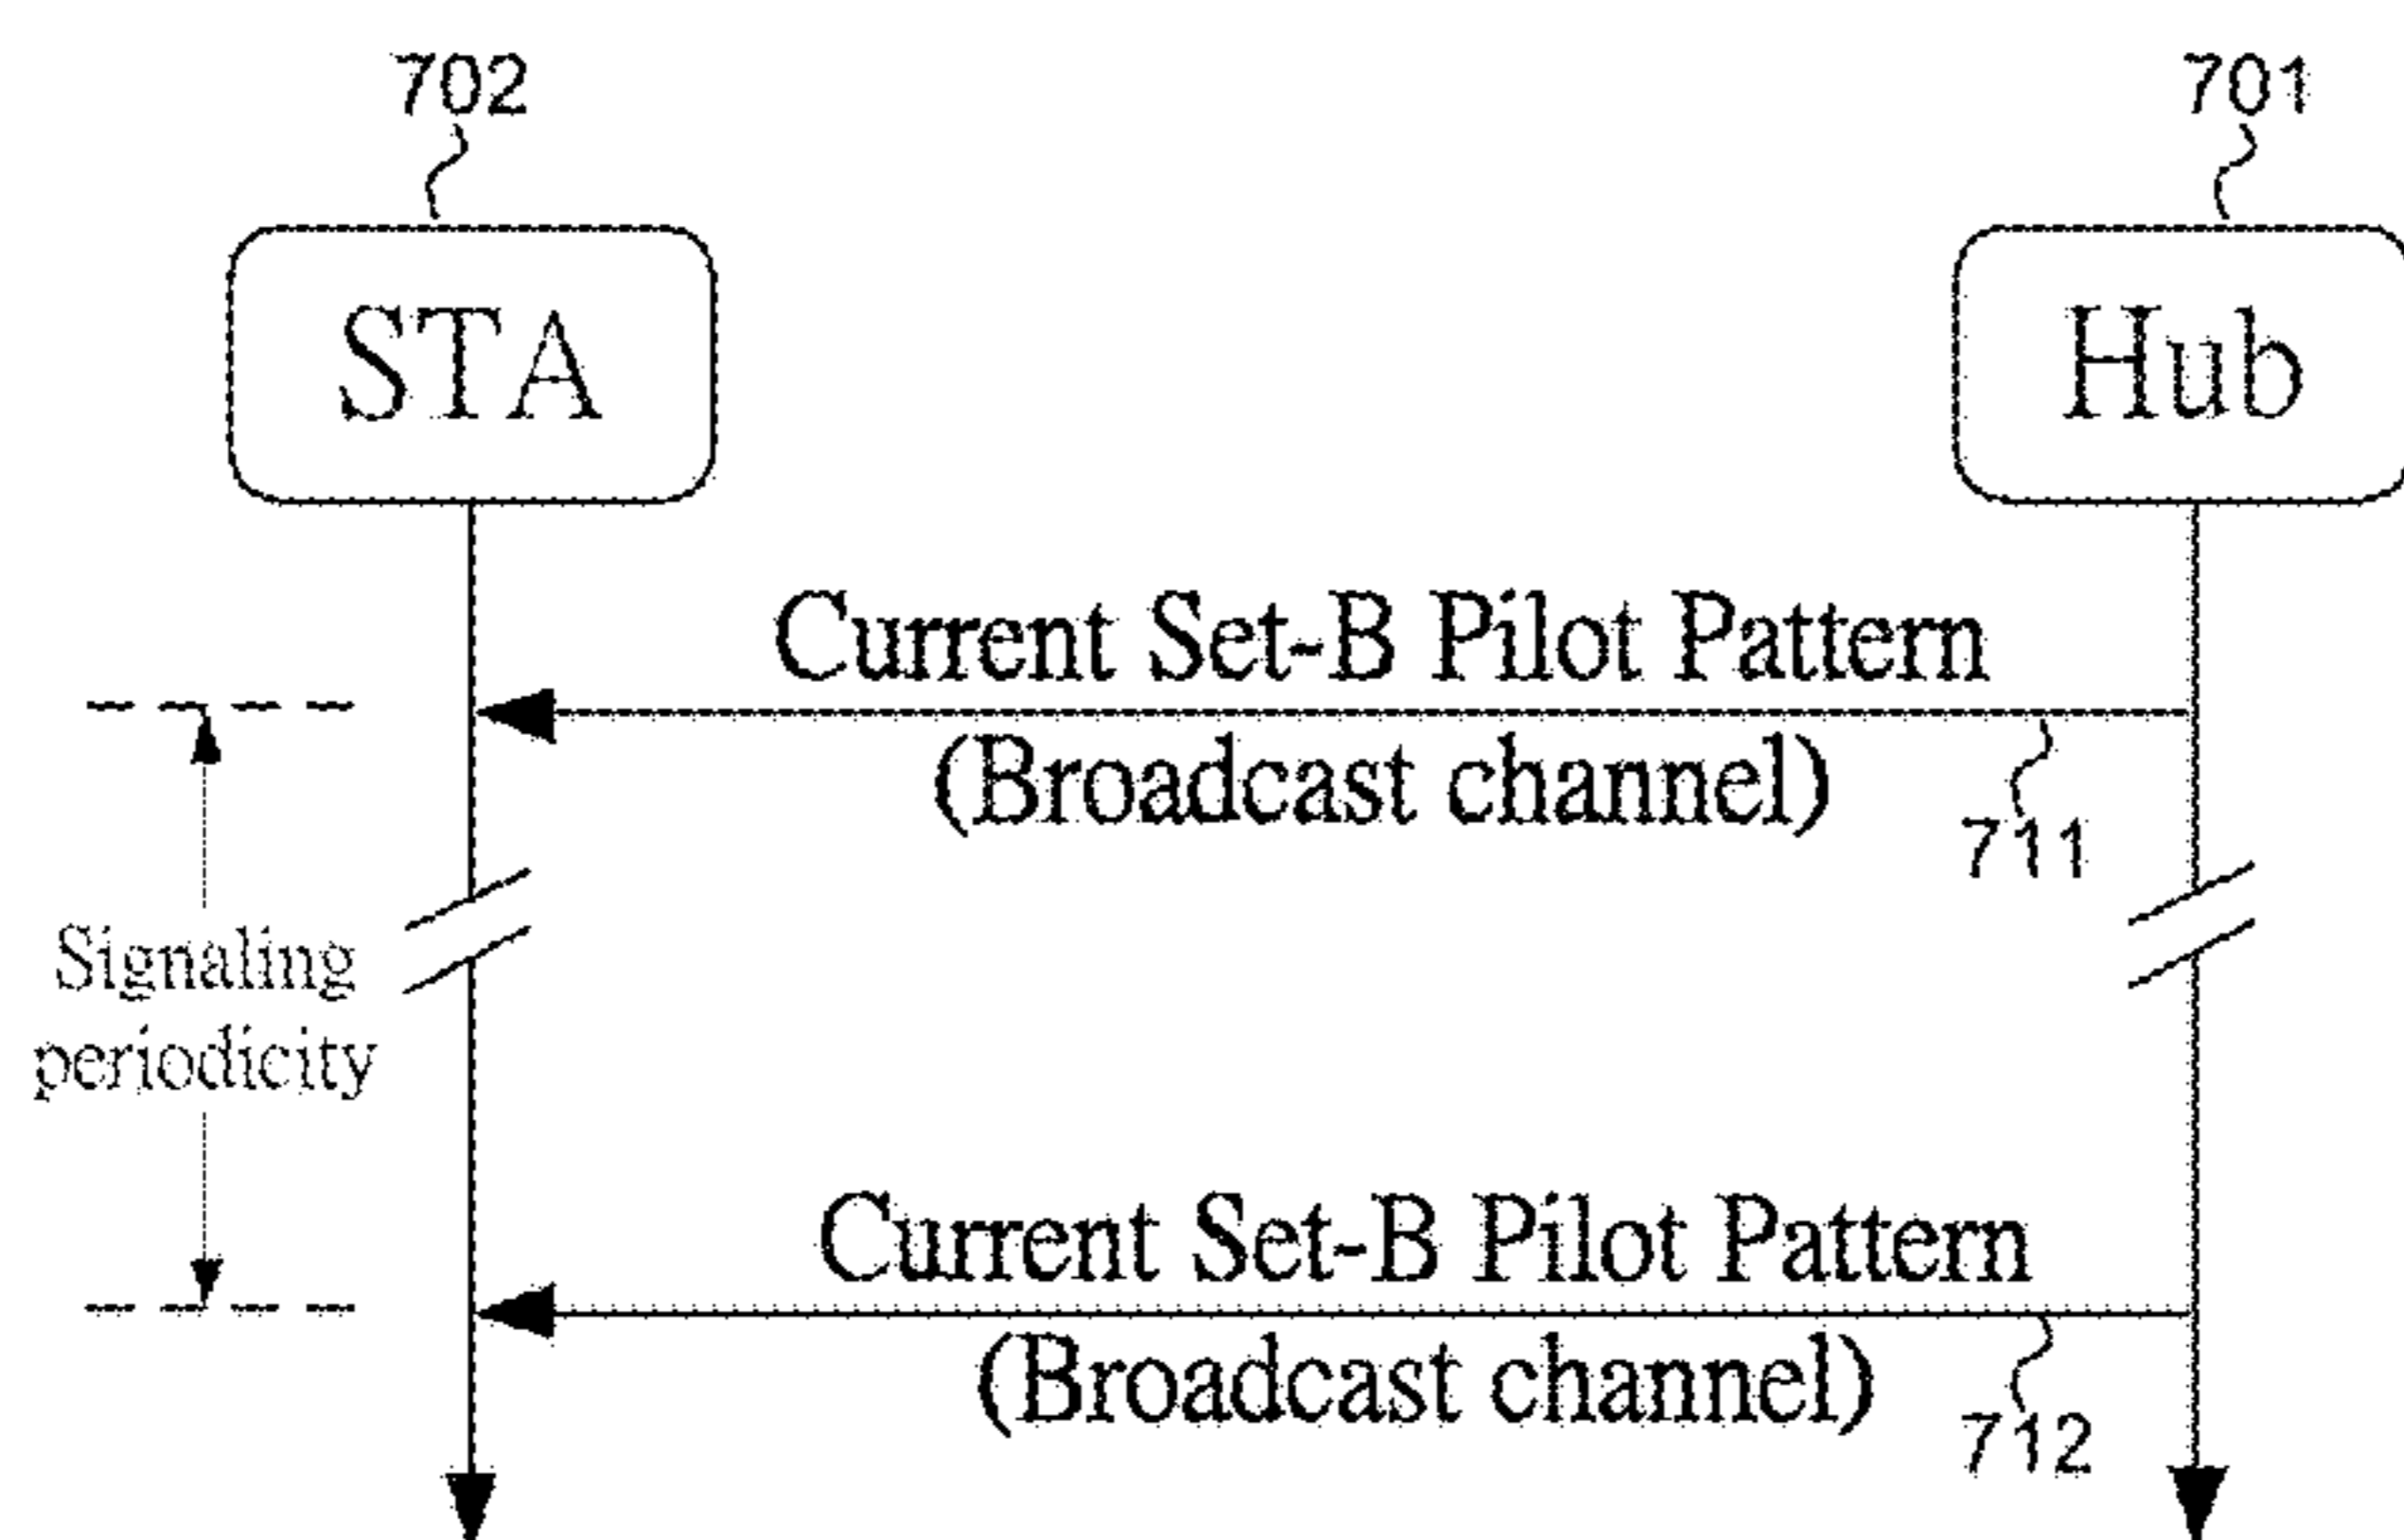 702
701
STA
Hub
Current Set-B Pilot Pattern
(Broadcast channel)
711
Signaling
periodicity
Current Set-B Pilot Pattern
(Broadcast channel)
712